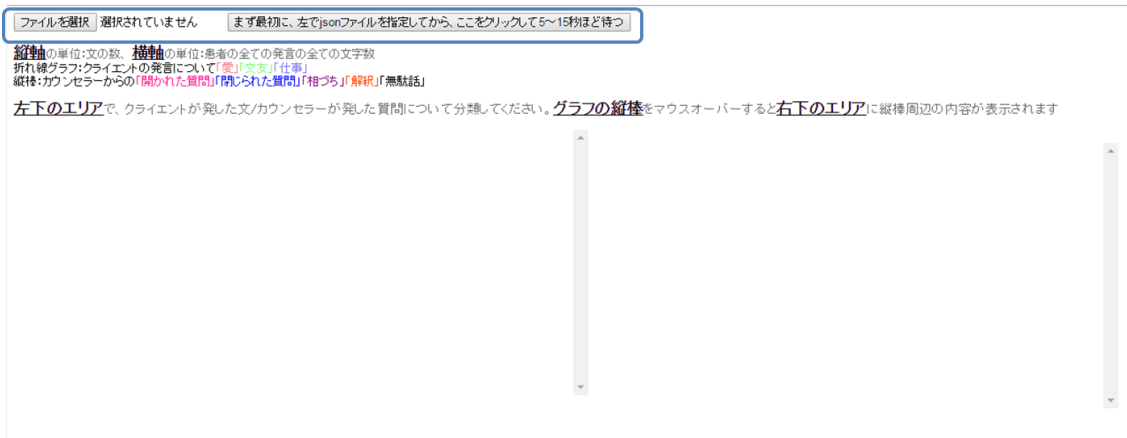 ファイルを選択 選択されていません まず最初に、左でjsonファイルを指定してから、ここをクリックして5～15秒ほど待つ
縦軸の単位:文の数、 横軸の単位:患者の全ての発言の全ての文字数
折れ線グラフ:クライエントの発言について「愛」「交友」「仕事」
縦棒:カウンセラーからの「開かれた質問」「閉じられた質問」「相づち」「解釈」「無駄話」
左下のエリアで、クライエントが発した文/カウンセラーが発した質問について分類してください。グラフの縦棒をマウスオーバーすると右下のエリアに縦棒周辺の内容が表示されます